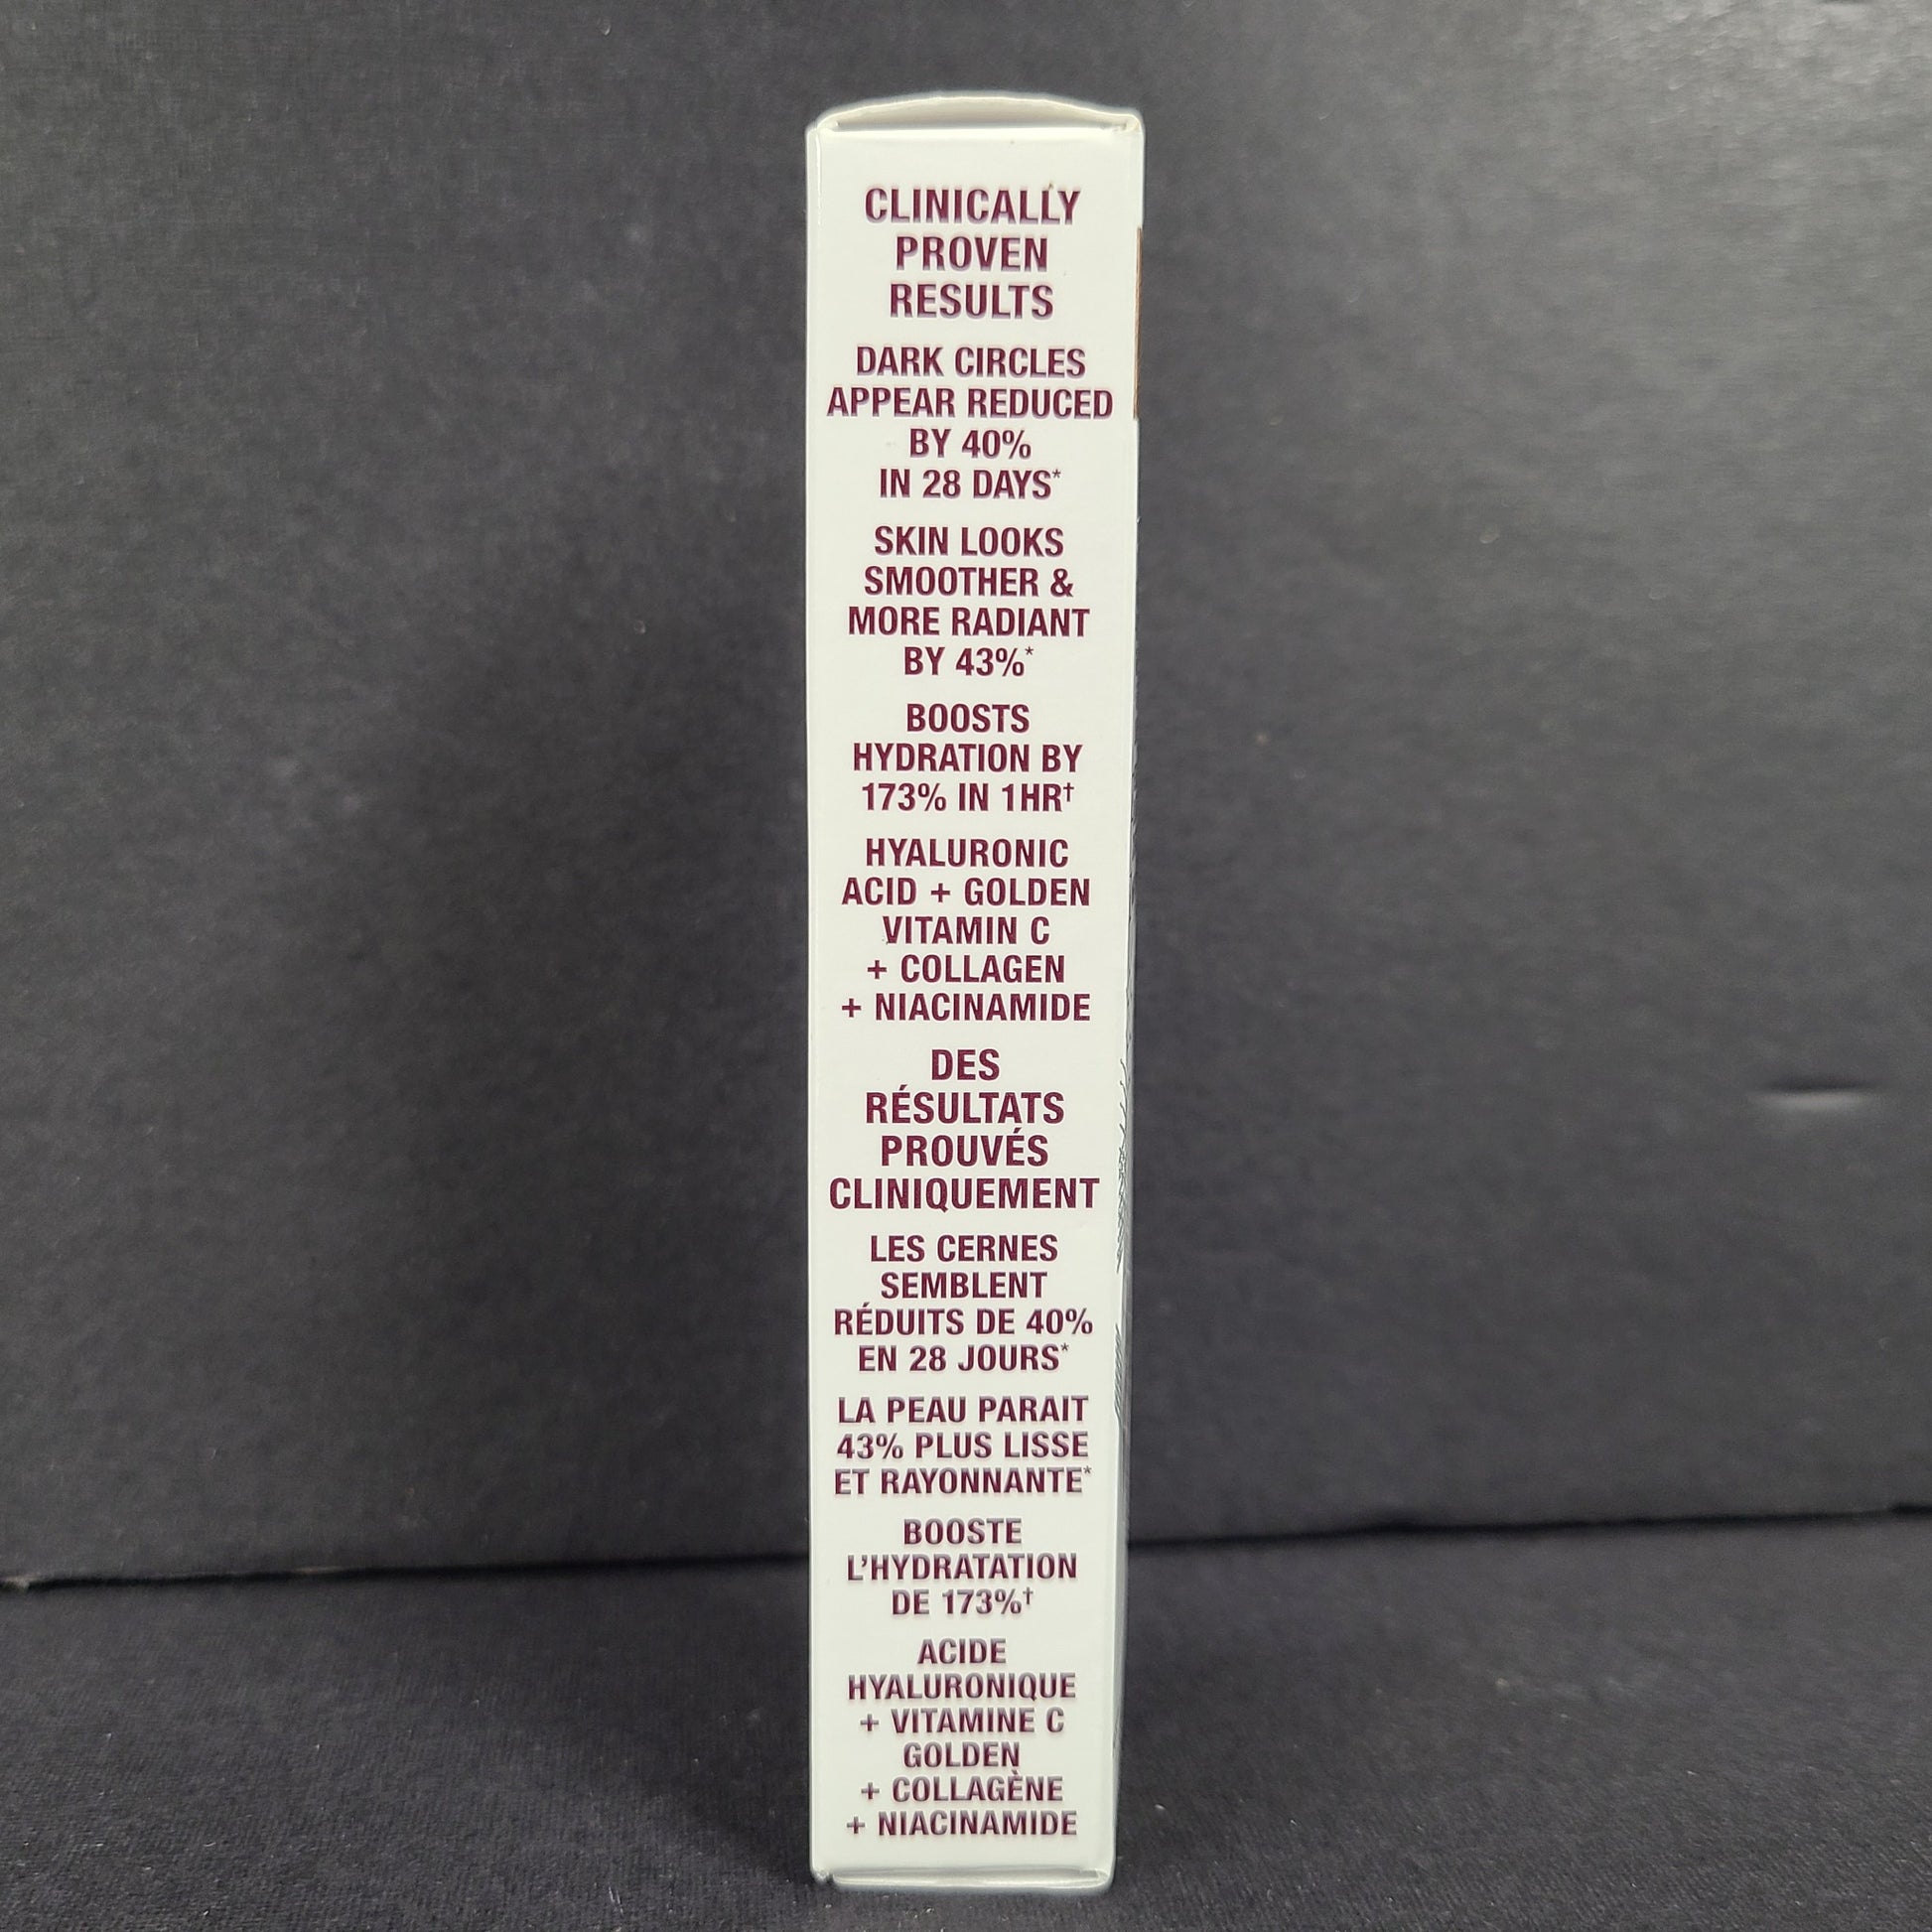 CLINICALLY
PROVEN
RESULTS
DARK CIRCLES
APPEAR REDUCED
BY 40%
IN 28 DAYS*
SKIN LOOKS
SMOOTHER &
MORE RADIANT
BY 43%*
BOOSTS
HYDRATION BY
173% IN 1HR†
HYALURONIC
ACID + GOLDEN
VITAMIN C
+ COLLAGEN
+ NIACINAMIDE
DES
RÉSULTATS
PROUVÉS
CLINIQUEMENT
LES CERNES
SEMBLENT
RÉDUITS DE 40%
EN 28 JOURS*
LA PEAU PARAIT
43% PLUS LISSE
ET RAYONNANTE*
BOOSTE
L'HYDRATATION
DE 173%†
ACIDE
HYALURONIQUE
+ VITAMINE C
GOLDEN
+ COLLAGÈNE
+ NIACINAMIDE